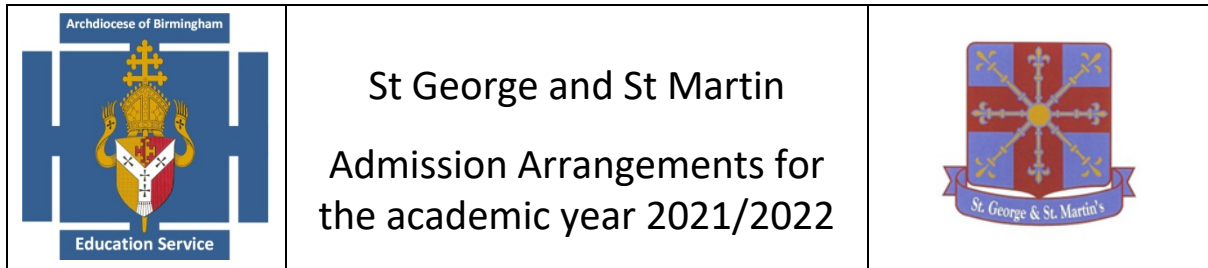 Archdiocese of Birmingham
Education Service
St George and St Martin
Admission Arrangements for
the academic year 2021/2022
St. George & St. Martin's